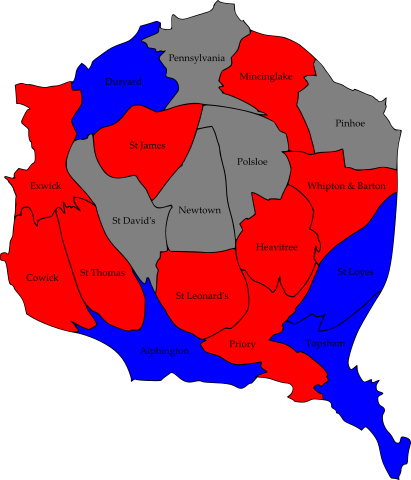 Pennsylvania
Duryard
Mincinglake
Pinhoe
St James
Polsloe
Exwick
Whipton & Barton
Newtown
St David's
Heavitree
St Thomas
St Loyes
Cowick
St Leonard's
Topsham
Priory
Alphington